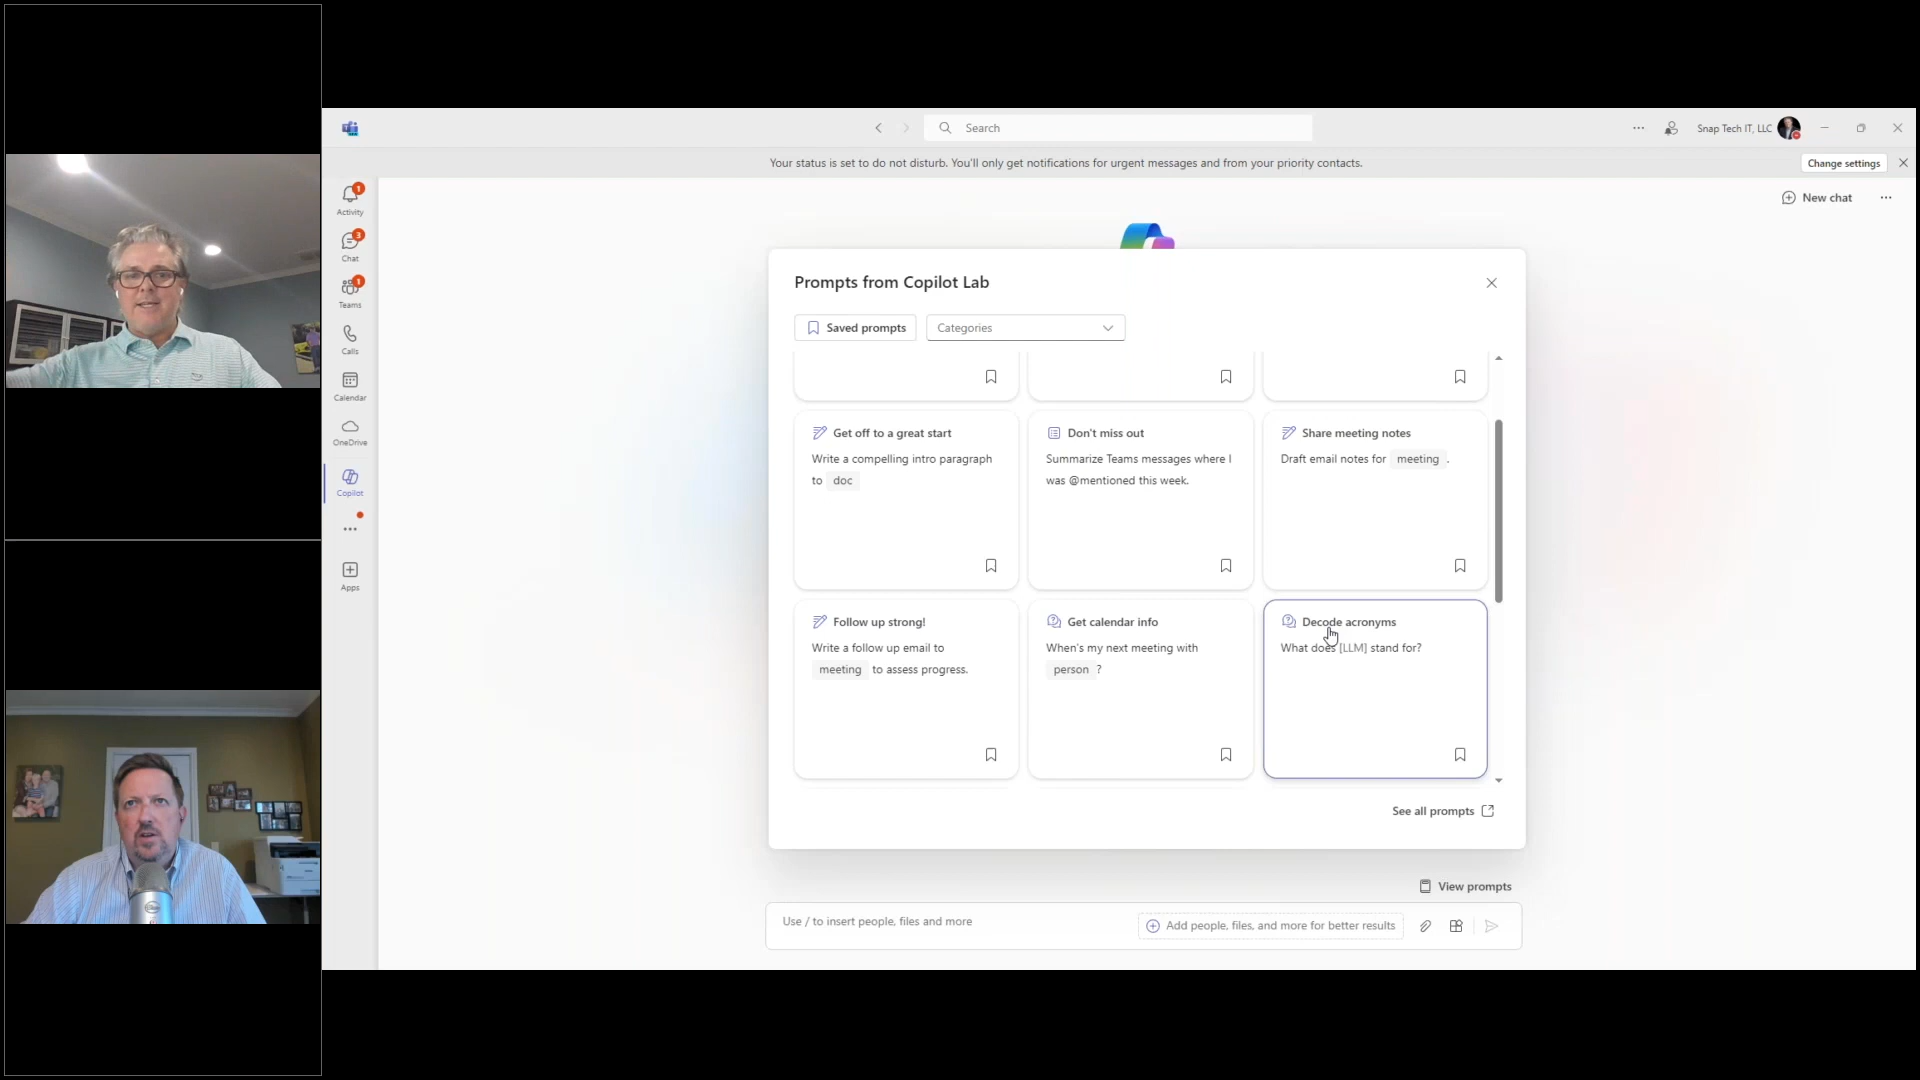 Search
Snap Tech IT, LLC
Your status is set to do not disturb. You'll only get notifications for urgent messages and from your priority contacts.
Change settings
1
Activity
3
Chat
1
Teams
Calls
Calendar
OneDrive
Copilot
Apps
New chat
Prompts from Copilot Lab
Saved prompts
Categories
Get off to a great start
Write a compelling intro paragraph
to doc
Don't miss out
Summarize Teams messages where I
was @mentioned this week.
Share meeting notes
Draft email notes for meeting .
Follow up strong!
Write a follow up email to
meeting to assess progress.
Get calendar info
When's my next meeting with
person ?
Decode acronyms
What does [LLM] stand for?
See all prompts
View prompts
Use / to insert people, files and more
Add people, files, and more for better results